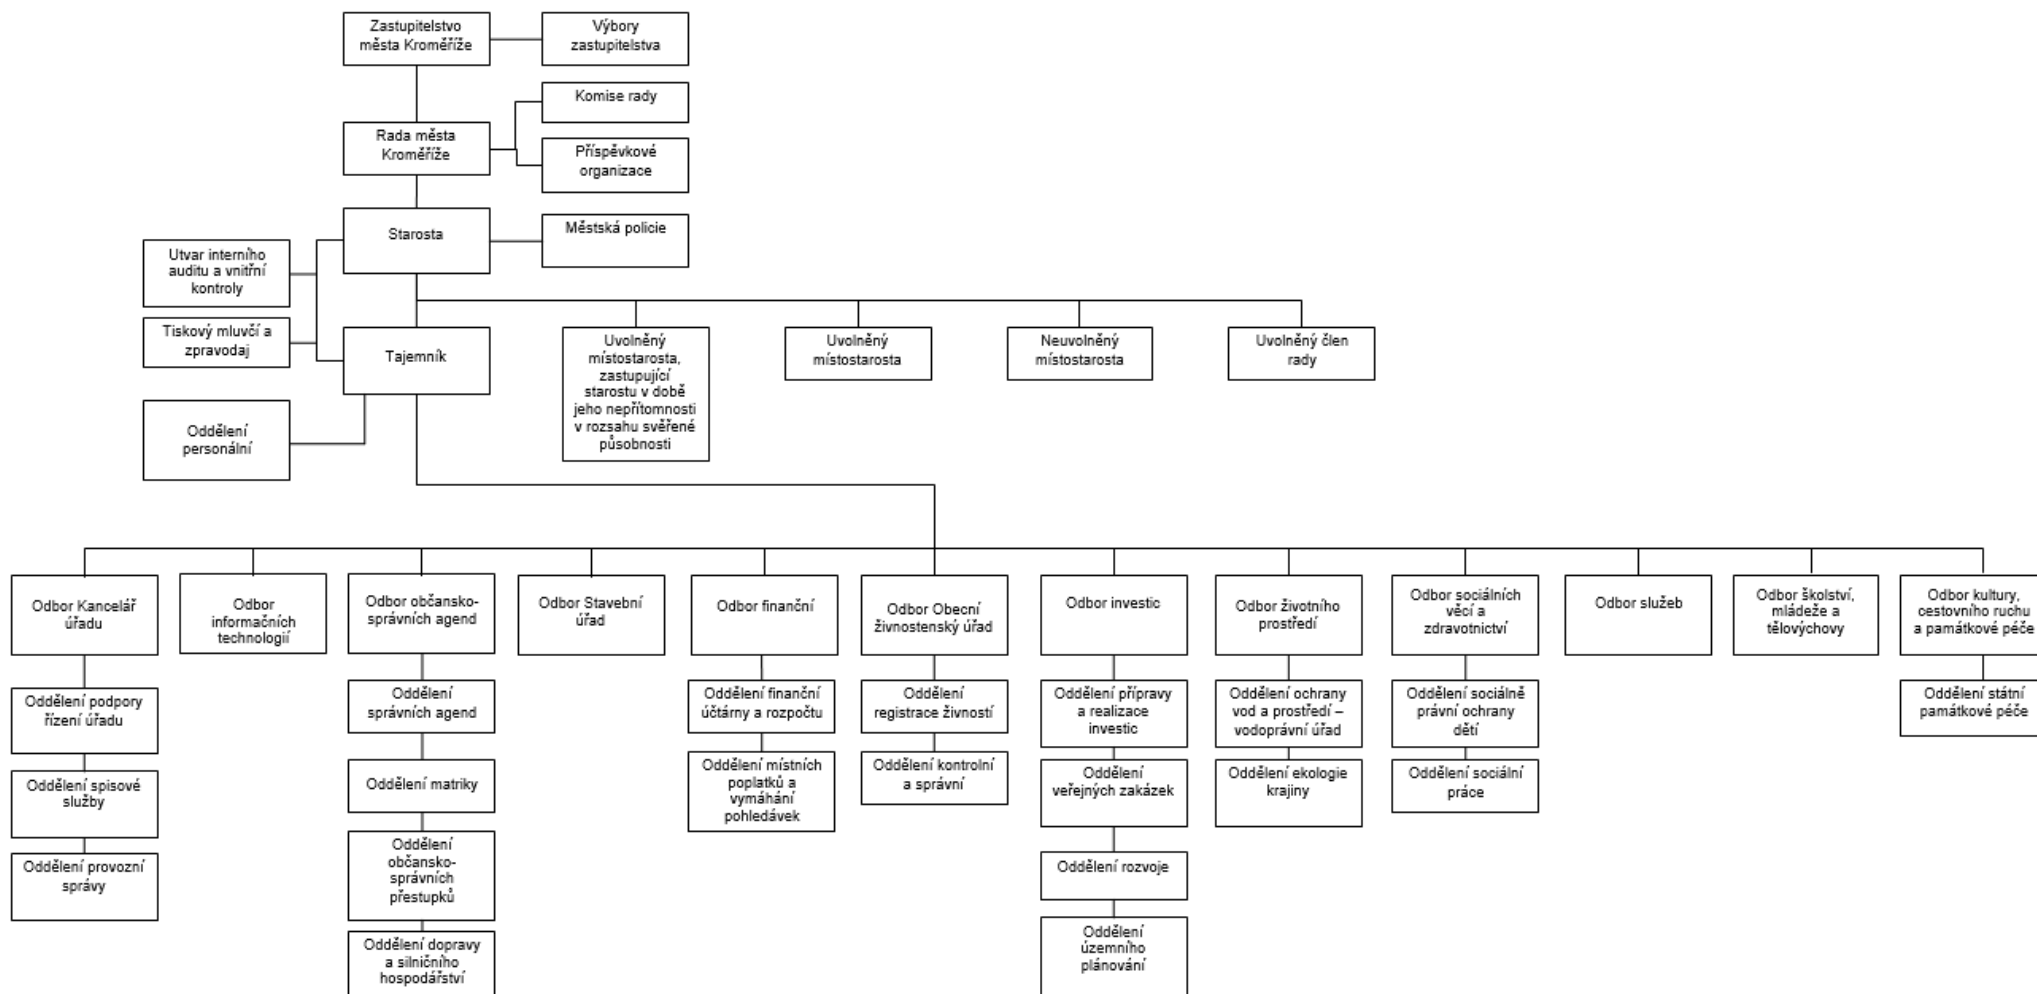 Zastupitelstvo
města Kroměříže
Výbory
zastupitelstva
Komise rady
Rada města
Kroměříže
Příspěvkové
organizace
Starosta
Městská policie
Utvar interního
auditu a vnitřní
kontroly
Tiskový mluvčí a
zpravodaj
Tajemník
Uvolněný
místostarosta,
zastupující
starostu v době
jeho nepřítomnosti
v rozsahu svěřené
působnosti
Uvolněný
místostarosta
Neuvolněný
místostarosta
Uvolněný člen
rady
Oddělení
personální
Odbor Kancelář
úřadu
Odbor
informačních
technologií
Odbor občansko-
správních agend
Odbor Stavební
úřad
Odbor finanční
Odbor Obecní
živnostenský úřad
Odbor investic
Odbor životního
prostředí
Odbor sociálních
věcí a
zdravotnictví
Odbor služeb
Odbor školství,
mládeže a
tělovýchovy
Odbor kultury,
cestovního ruchu
a památkové péče
Oddělení podpory
řízení úřadu
Oddělení spisové
služby
Oddělení provozní
správy
Oddělení
správních agend
Oddělení matriky
Oddělení
občansko-
správních
přestupků
Oddělení dopravy
a silničního
hospodářství
Oddělení finanční
účtárny a rozpočtu
Oddělení místních
poplatků a
vymáhání
pohledávek
Oddělení
registrace živností
Oddělení kontrolní
a správní
Oddělení přípravy
a realizace
investic
Oddělení
veřejných zakázek
Oddělení rozvoje
Oddělení
územního
plánování
Oddělení ochrany
vod a prostředí –
vodoprávní úřad
Oddělení ekologie
krajiny
Oddělení sociálně
právní ochrany
dětí
Oddělení sociální
práce
Oddělení státní
památkové péče